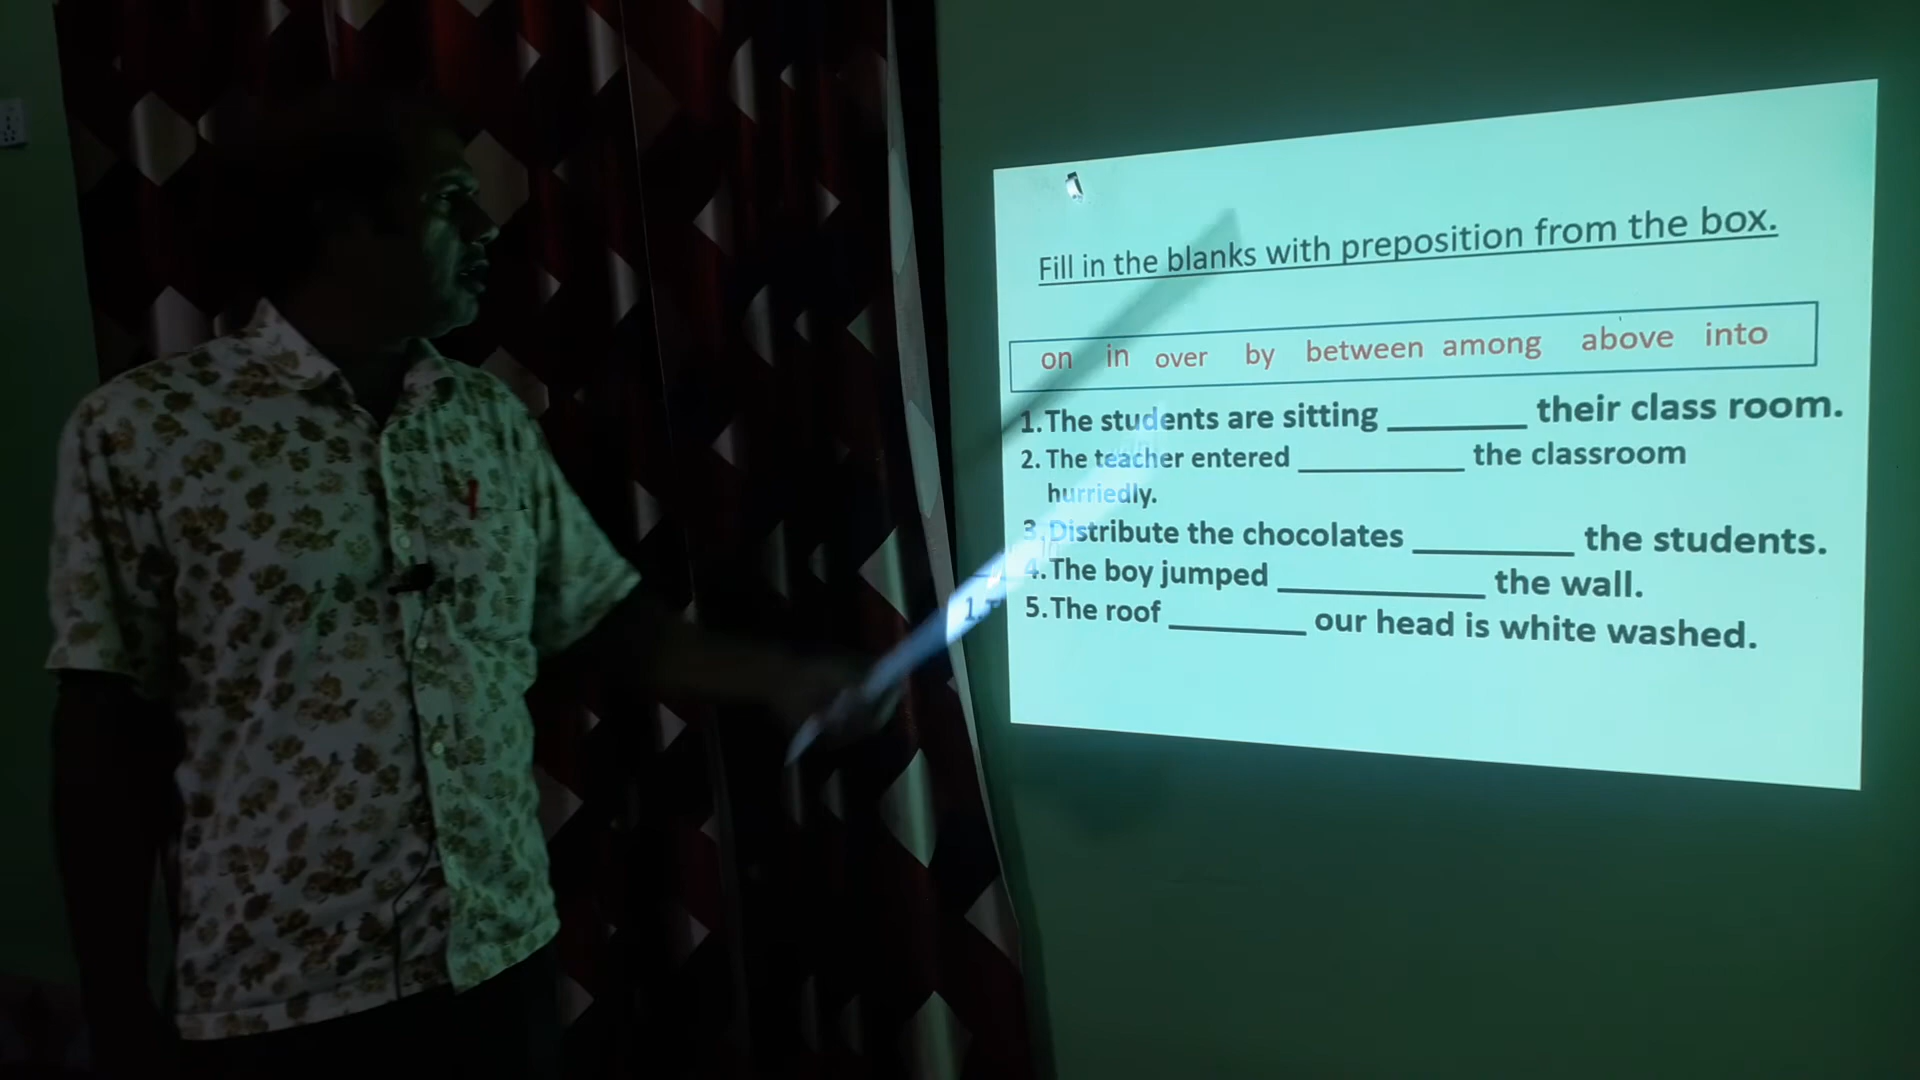 Fill in the blanks with preposition from the box.
on in over by between among above into
1. The students are sitting ________ their class room.
2. The teacher entered __________ the classroom
hurriedly.
3. Distribute the chocolates _________ the students.
4. The boy jumped ____________ the wall.
5. The roof ________ our head is white washed.